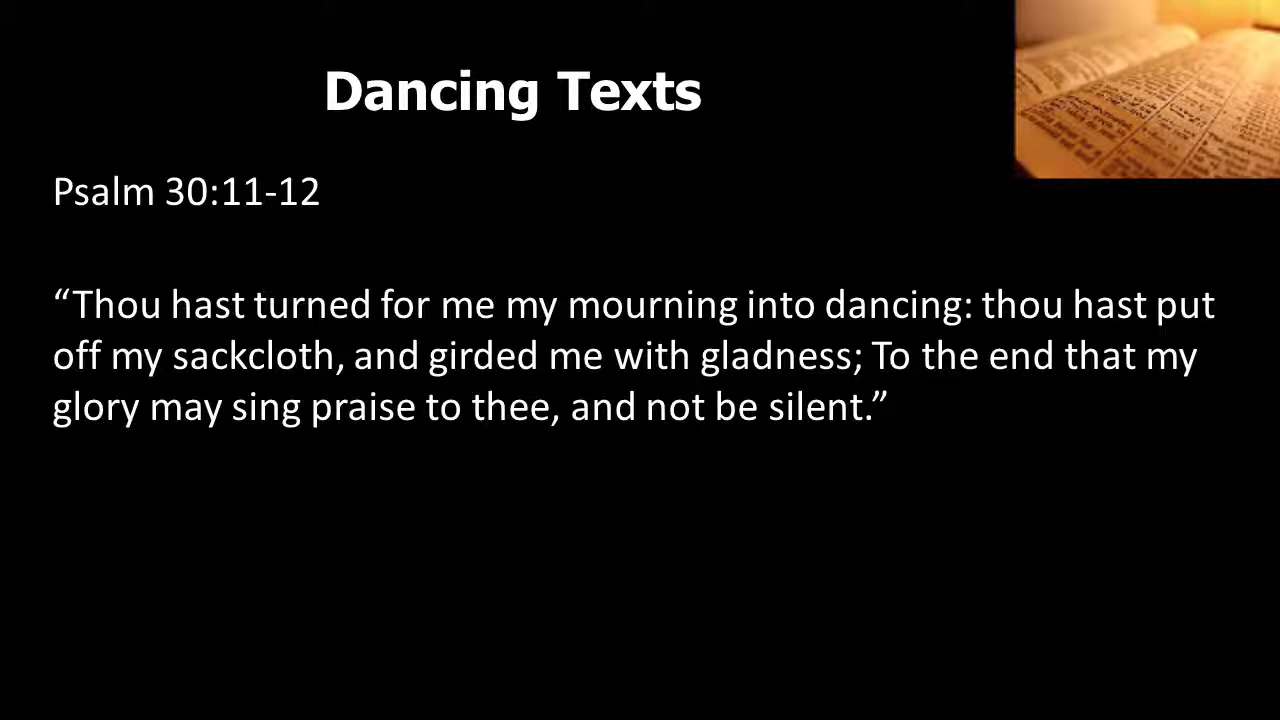 Dancing Texts
Psalm 30:11-12
“Thou hast turned for me my mourning into dancing: thou hast put
off my sackcloth, and girded me with gladness; To the end that my
glory may sing praise to thee, and not be silent.”